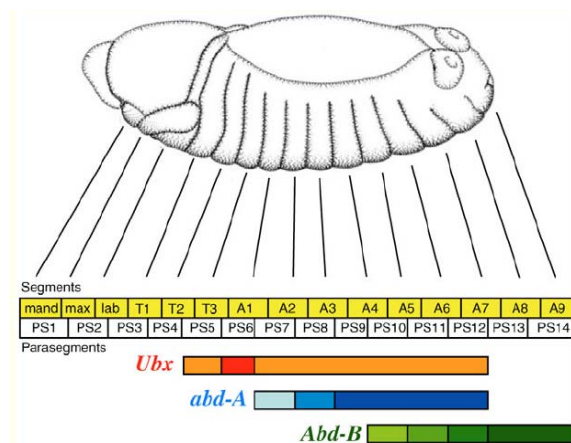 Segments
mand max lab T1 T2 T3 A1 A2 A3 A4 A5 A6 A7 A8 A9
PS1 PS2 PS3 PS4 PS5 PS6 PS7 PS8 PS9 PS10 PS11 PS12 PS13 PS14
Parasegments
Ubx
abd-A
Abd-B